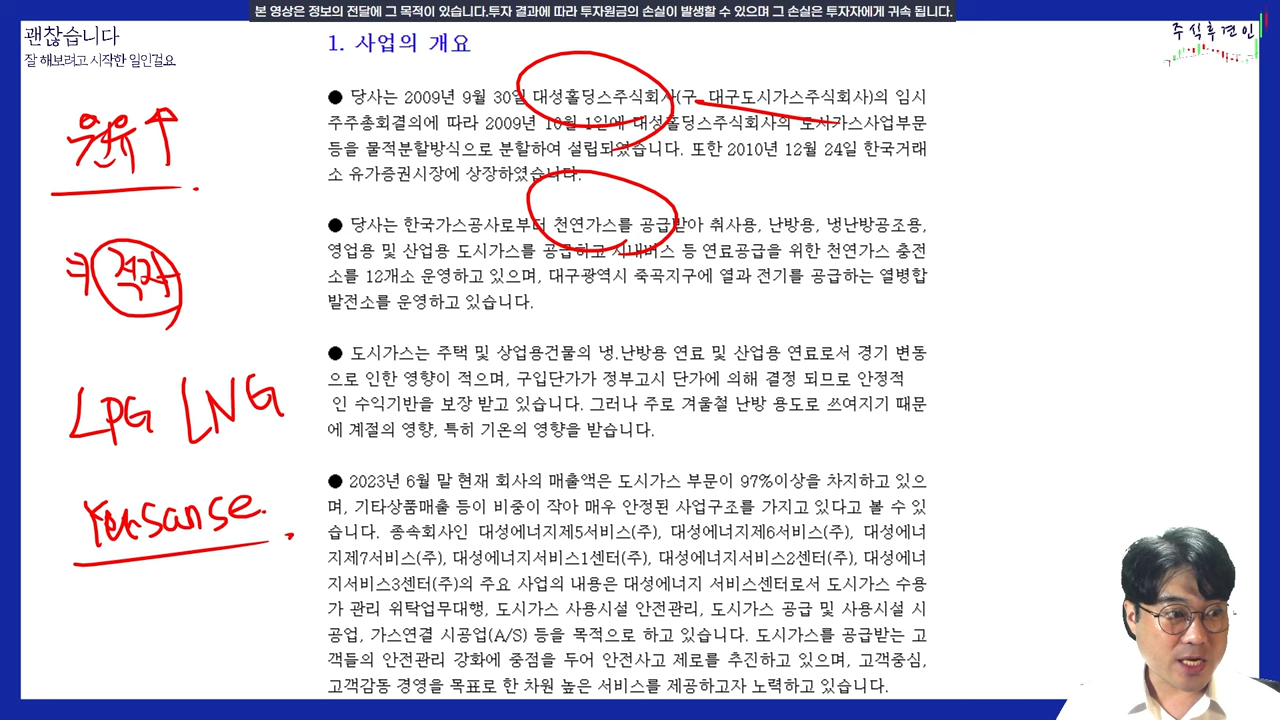 본 영상은 정보의 전달에 그 목적이 있습니다.투자 결과에 따라 투자원금의 손실이 발생할 수 있으며 그 손실은 투자자에게 귀속 됩니다.
괜찮습니다
잘 해보려고 시작한 일인걸요
주식후견인
원유↑
적자
LPG LNG
1. 사업의 개요
● 당사는 2009년 9월 30일 대성홀딩스주식회사(구 대구도시가스주식회사)의 임시
주주총회결의에 따라 2009년 10월 1일에 대성홀딩스주식회사의 도시가스사업부문
등을 물적분할방식으로 분할하여 설립되었습니다. 또한 2010년 12월 24일 한국거래
소 유가증권시장에 상장하였습니다.
● 당사는 한국가스공사로부터 천연가스를 공급받아 취사용, 난방용, 냉난방공조용,
영업용 및 산업용 도시가스를 공급하고 시내버스 등 연료공급을 위한 천연가스 충전
소를 12개소 운영하고 있으며, 대구광역시 죽곡지구에 열과 전기를 공급하는 열병합
발전소를 운영하고 있습니다.
● 도시가스는 주택 및 상업용건물의 냉.난방용 연료 및 산업용 연료로서 경기 변동
으로 인한 영향이 적으며, 구입단가가 정부고시 단가에 의해 결정 되므로 안정적
인 수익기반을 보장 받고 있습니다. 그러나 주로 겨울철 난방 용도로 쓰여지기 때문
에 계절의 영향, 특히 기온의 영향을 받습니다.
● 2023년 6월 말 현재 회사의 매출액은 도시가스 부문이 97%이상을 차지하고 있으
며, 기타상품매출 등이 비중이 작아 매우 안정된 사업구조를 가지고 있다고 볼 수 있
습니다. 종속회사인 대성에너지제5서비스(주), 대성에너지제6서비스(주), 대성에너
지제7서비스(주), 대성에너지서비스1센터(주), 대성에너지서비스2센터(주), 대성에너
지서비스3센터(주)의 주요 사업의 내용은 대성에너지 서비스센터로서 도시가스 수용
가 관리 위탁업무대행, 도시가스 사용시설 안전관리, 도시가스 공급 및 사용시설 시
공업, 가스연결 시공업(A/S) 등을 목적으로 하고 있습니다. 도시가스를 공급받는 고
객들의 안전관리 강화에 중점을 두어 안전사고 제로를 추진하고 있으며, 고객중심,
고객감동 경영을 목표로 한 차원 높은 서비스를 제공하고자 노력하고 있습니다.